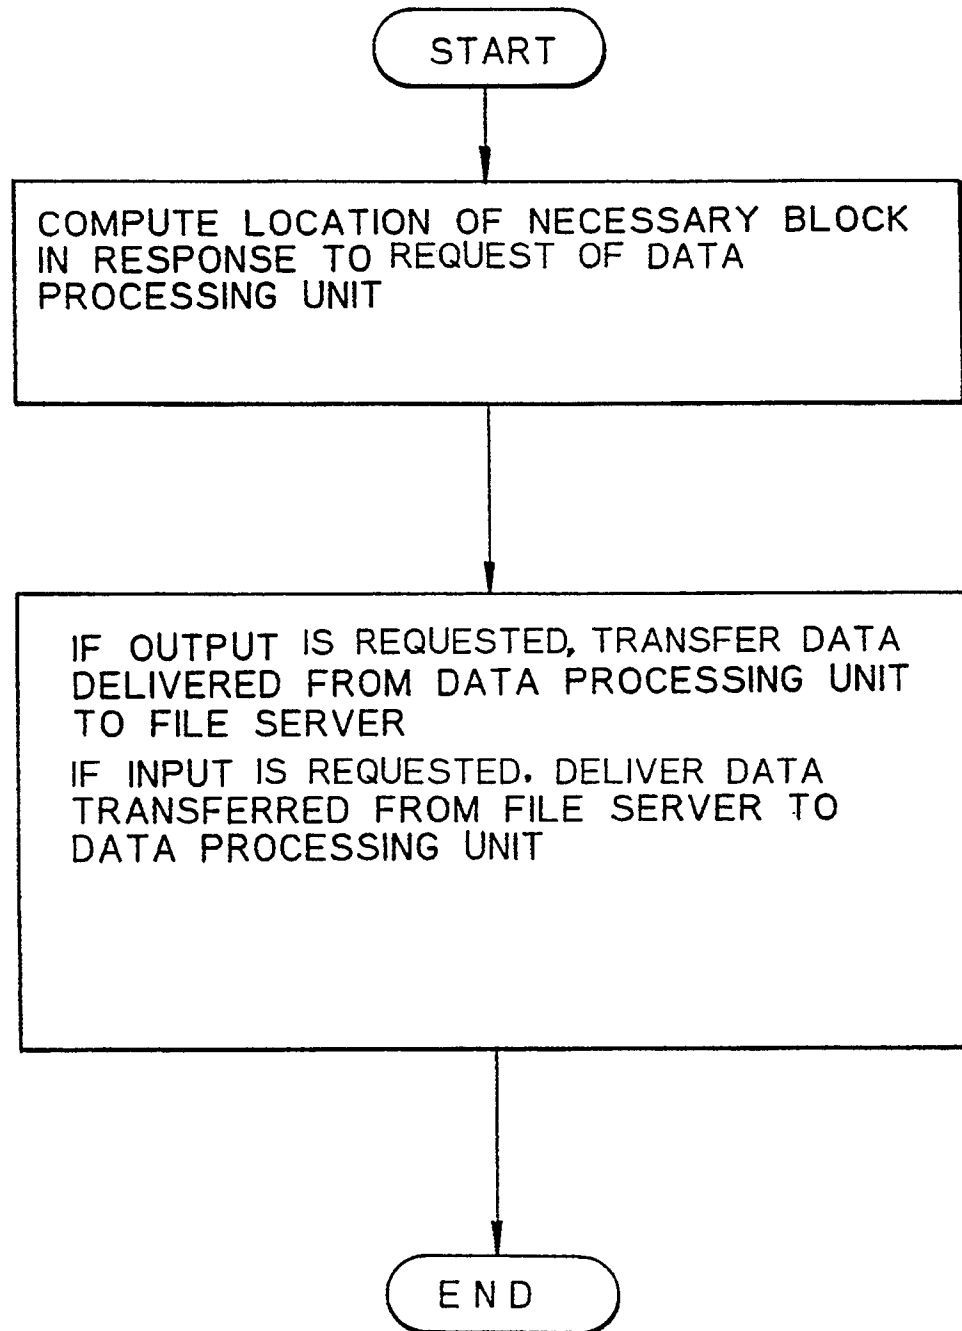 START
COMPUTE LOCATION OF NECESSARY BLOCK
IN RESPONSE TO REQUEST OF DATA
PROCESSING UNIT
IF OUTPUT IS REQUESTED, TRANSFER DATA
DELIVERED FROM DATA PROCESSING UNIT
TO FILE SERVER
IF INPUT IS REQUESTED. DELIVER DATA
TRANSFERRED FROM FILE SERVER TO
DATA PROCESSING UNIT
END